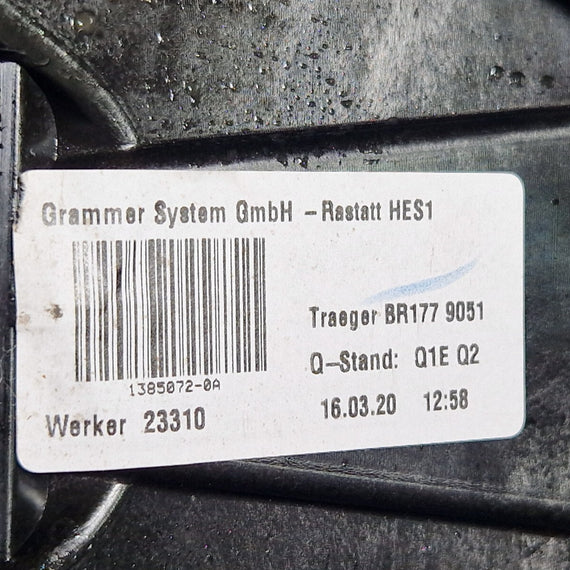 Grammer System GmbH - Rastatt HES1
Traeger BR177 9051
1385072-0A
Q-Stand: Q1E Q2
Werker 23310
16.03.20 12:58